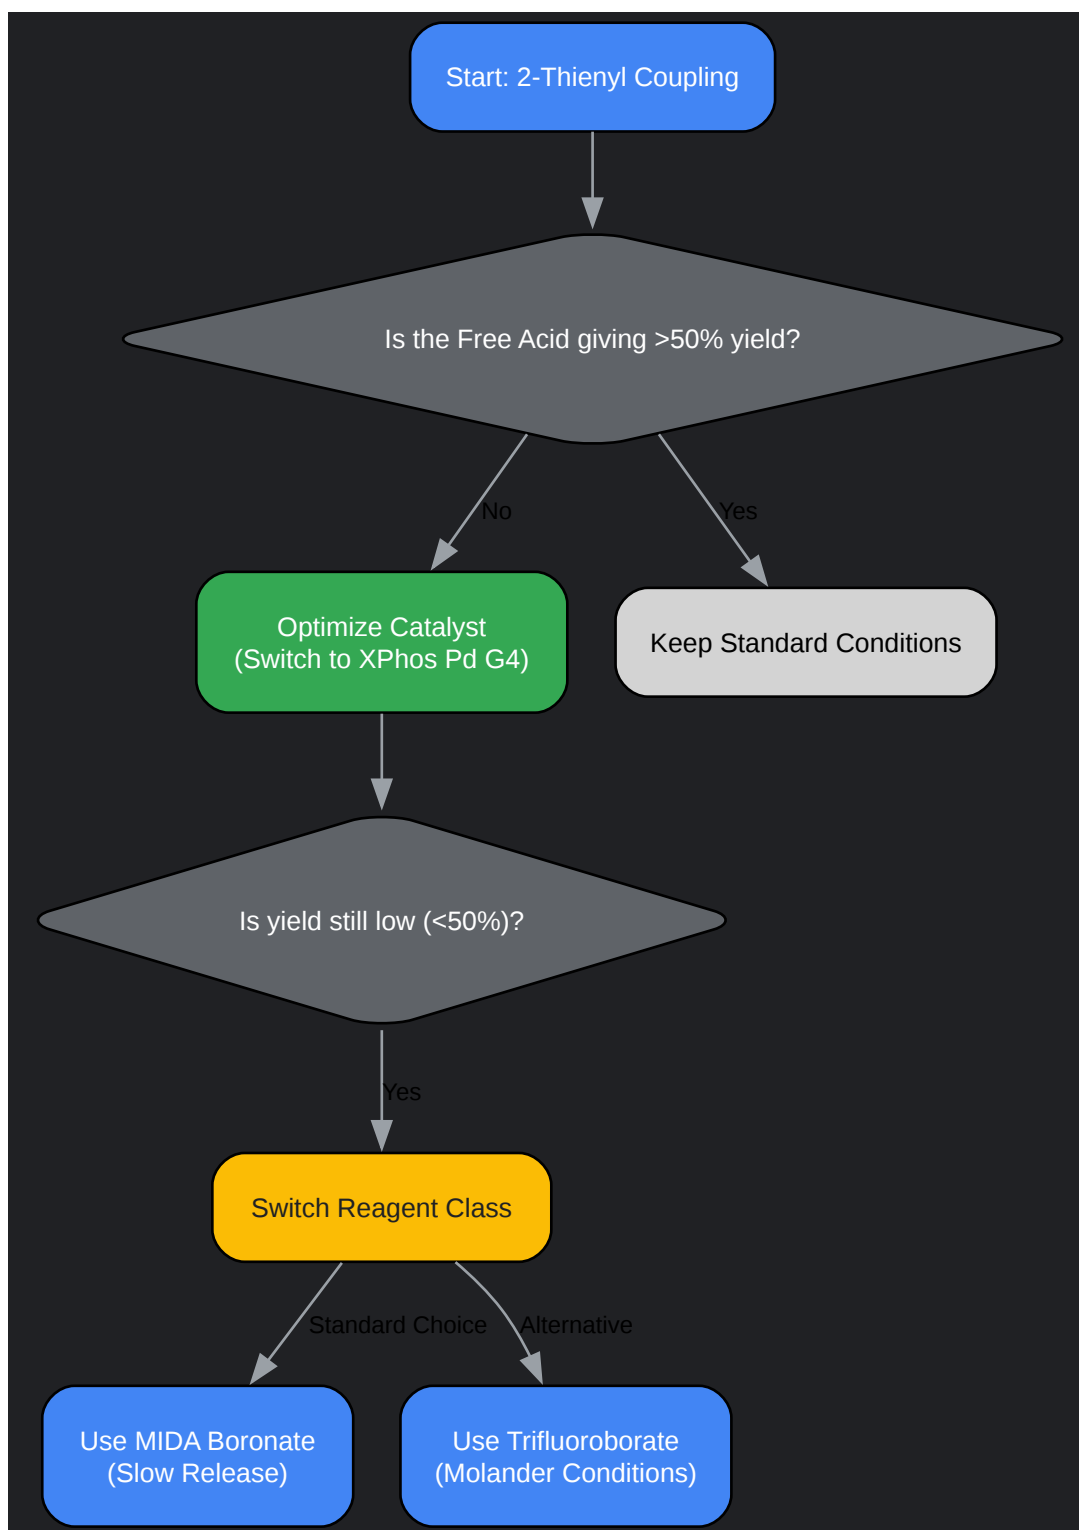 Start: 2-Thienyl Coupling
Is the Free Acid giving >50% yield?
No
Yes
Optimize Catalyst
(Switch to XPhos Pd G4)
Keep Standard Conditions
Is yield still low (<50%)?
Yes
Switch Reagent Class
Standard Choice
Alternative
Use MIDA Boronate
(Slow Release)
Use Trifluoroborate
(Molander Conditions)